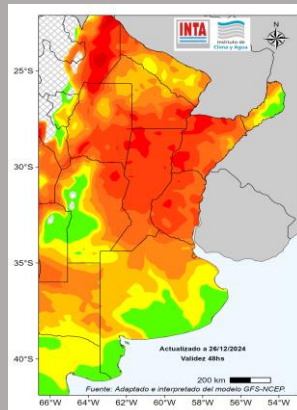 INTA
Instituto de
Clima y Agua
N
25°S
30°S
35°S
40°S
Actualizado a 26/12/2024
Validez 48hs
200 km
Fuente: Adaptado e interpretado del modelo GFS-NCEP.
66°W 64°W 62°W 60°W 58°W 56°W 54°W